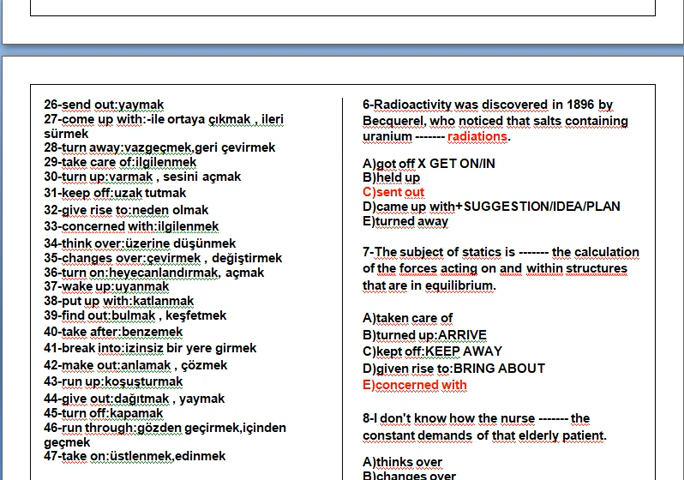 26-send out:yaymak
27-come up with:-ile ortaya çıkmak , ileri
sürmek
28-turn away:vazgeçmek,geri çevirmek
29-take care of:ilgilenmek
30-turn up:varmak , sesini açmak
31-keep off:uzak tutmak
32-give rise to:neden olmak
33-concerned with:ilgilenmek
34-think over:üzerine düşünmek
35-changes over:çevirmek , değiştirmek
36-turn on:heyecanlandırmak, açmak
37-wake up:uyanmak
38-put up with:katlanmak
39-find out:bulmak , keşfetmek
40-take after:benzemek
41-break into:izinsiz bir yere girmek
42-make out:anlamak , çözmek
43-run up:koşuşturmak
44-give out:dağıtmak , yaymak
45-turn off:kapamak
46-run through:gözden geçirmek,içinden
geçmek
47-take on:üstlenmek,edinmek
6-Radioactivity was discovered in 1896 by
Becquerel, who noticed that salts containing
uranium ------- radiations.
A)got off X GET ON/IN
B)held up
C)sent out
D)came up with+SUGGESTION/IDEA/PLAN
E)turned away
7-The subject of statics is ------- the calculation
of the forces acting on and within structures
that are in equilibrium.
A)taken care of
B)turned up:ARRIVE
C)kept off:KEEP AWAY
D)given rise to:BRING ABOUT
E)concerned with
8-I don't know how the nurse ------- the
constant demands of that elderly patient.
A)thinks over
B)changes over